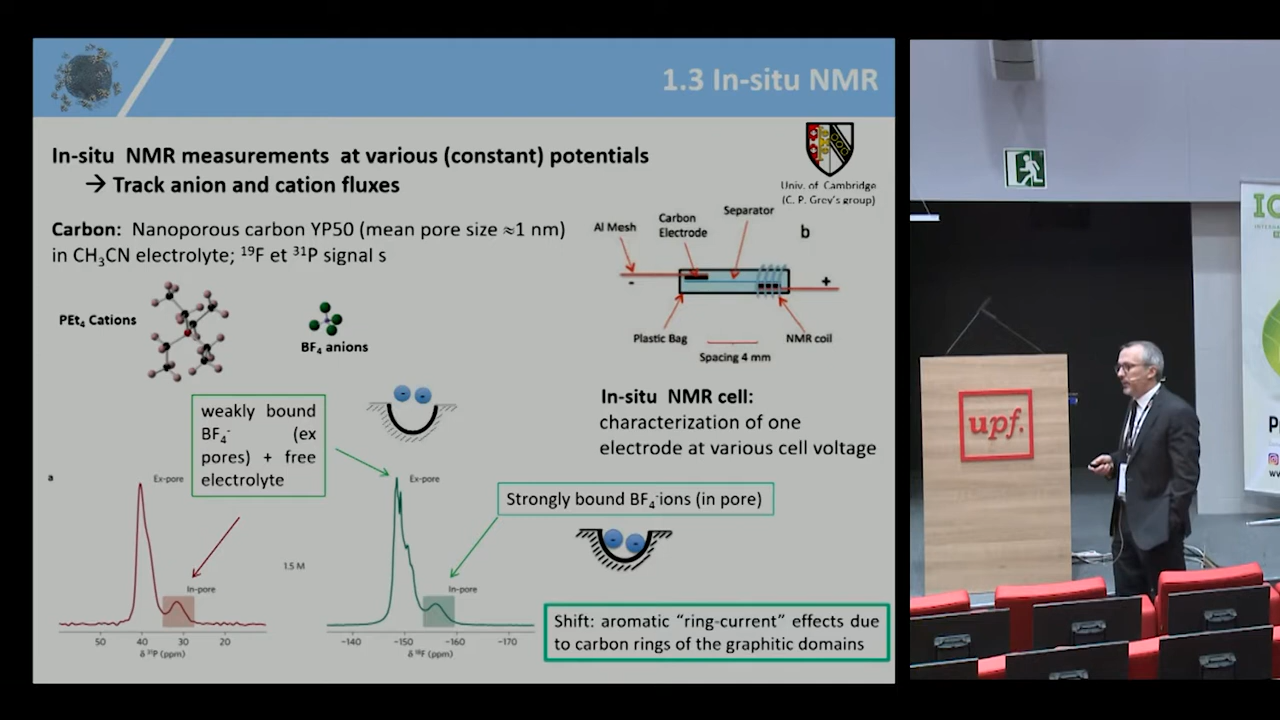 1.3 In-situ NMR
In-situ NMR measurements at various (constant) potentials
→ Track anion and cation fluxes
Univ. of Cambridge
(C. P. Grey's group)
Carbon: Nanoporous carbon YP50 (mean pore size ≈1 nm)
in CH₃CN electrolyte; ¹⁹F et ³¹P signal s
Al Mesh
Carbon
Electrode
Separator
b
-
+
Plastic Bag
NMR coil
Spacing 4 mm
PEt₄ Cations
BF₄ anions
In-situ NMR cell:
characterization of one
electrode at various cell voltage
weakly bound
BF₄⁻ (ex
pores) + free
electrolyte
Strongly bound BF₄⁻ions (in pore)
a
Ex-pore
In-pore
50 40 30 20
δ ³¹P (ppm)
1.5 M
Ex-pore
In-pore
-140 -150 -160 -170
δ ¹⁹F (ppm)
Shift: aromatic "ring-current" effects due
to carbon rings of the graphitic domains
upf.